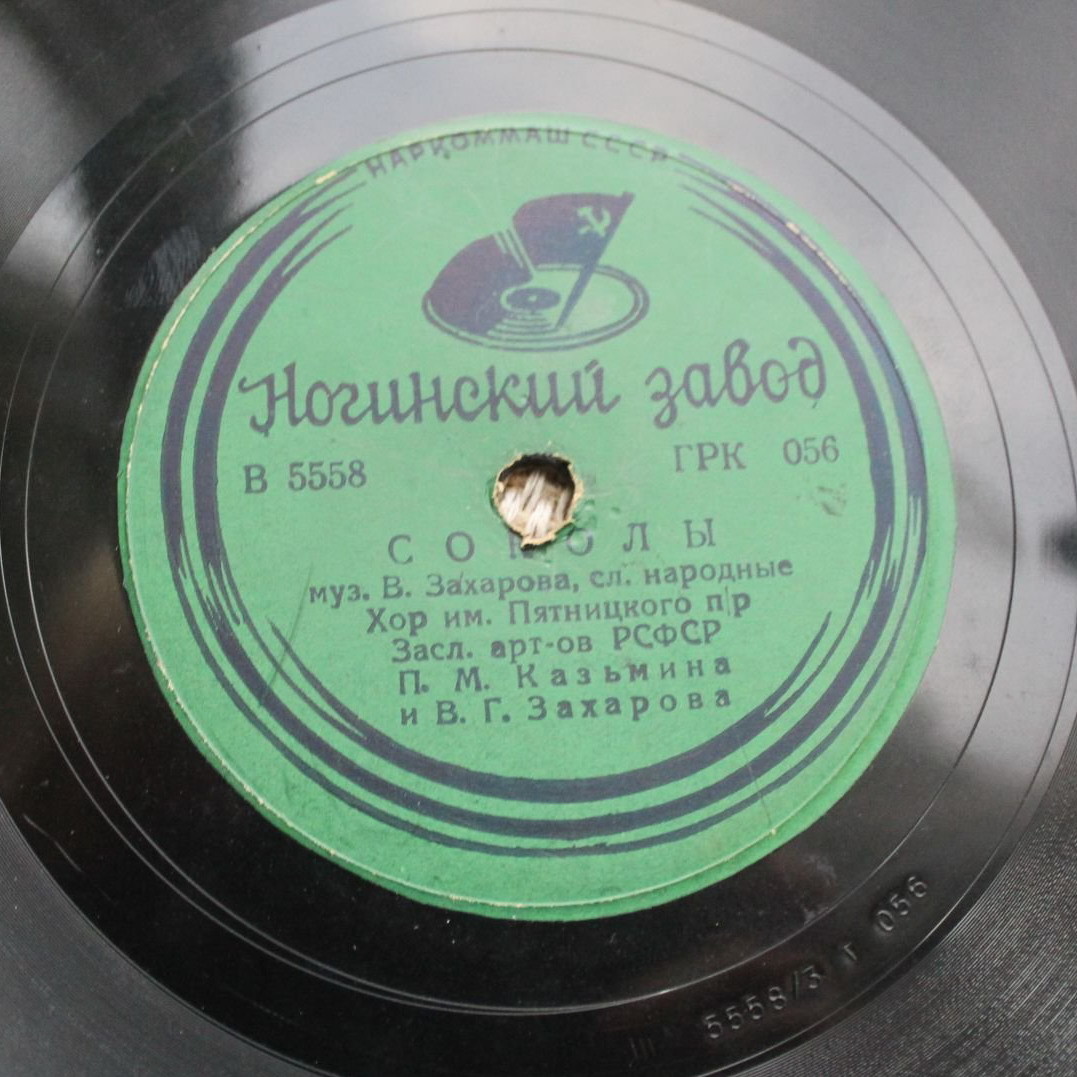 НАРКОММАШ СССР
Ногинский завод
В 5558 ГРК 056
СОКОЛЫ
муз. В. Захарова, сл. народные
Хор им. Пятницкого п/р
Засл. арт-ов РСФСР
П. М. Казьмина
и В. Г. Захарова
5558/3 г 056